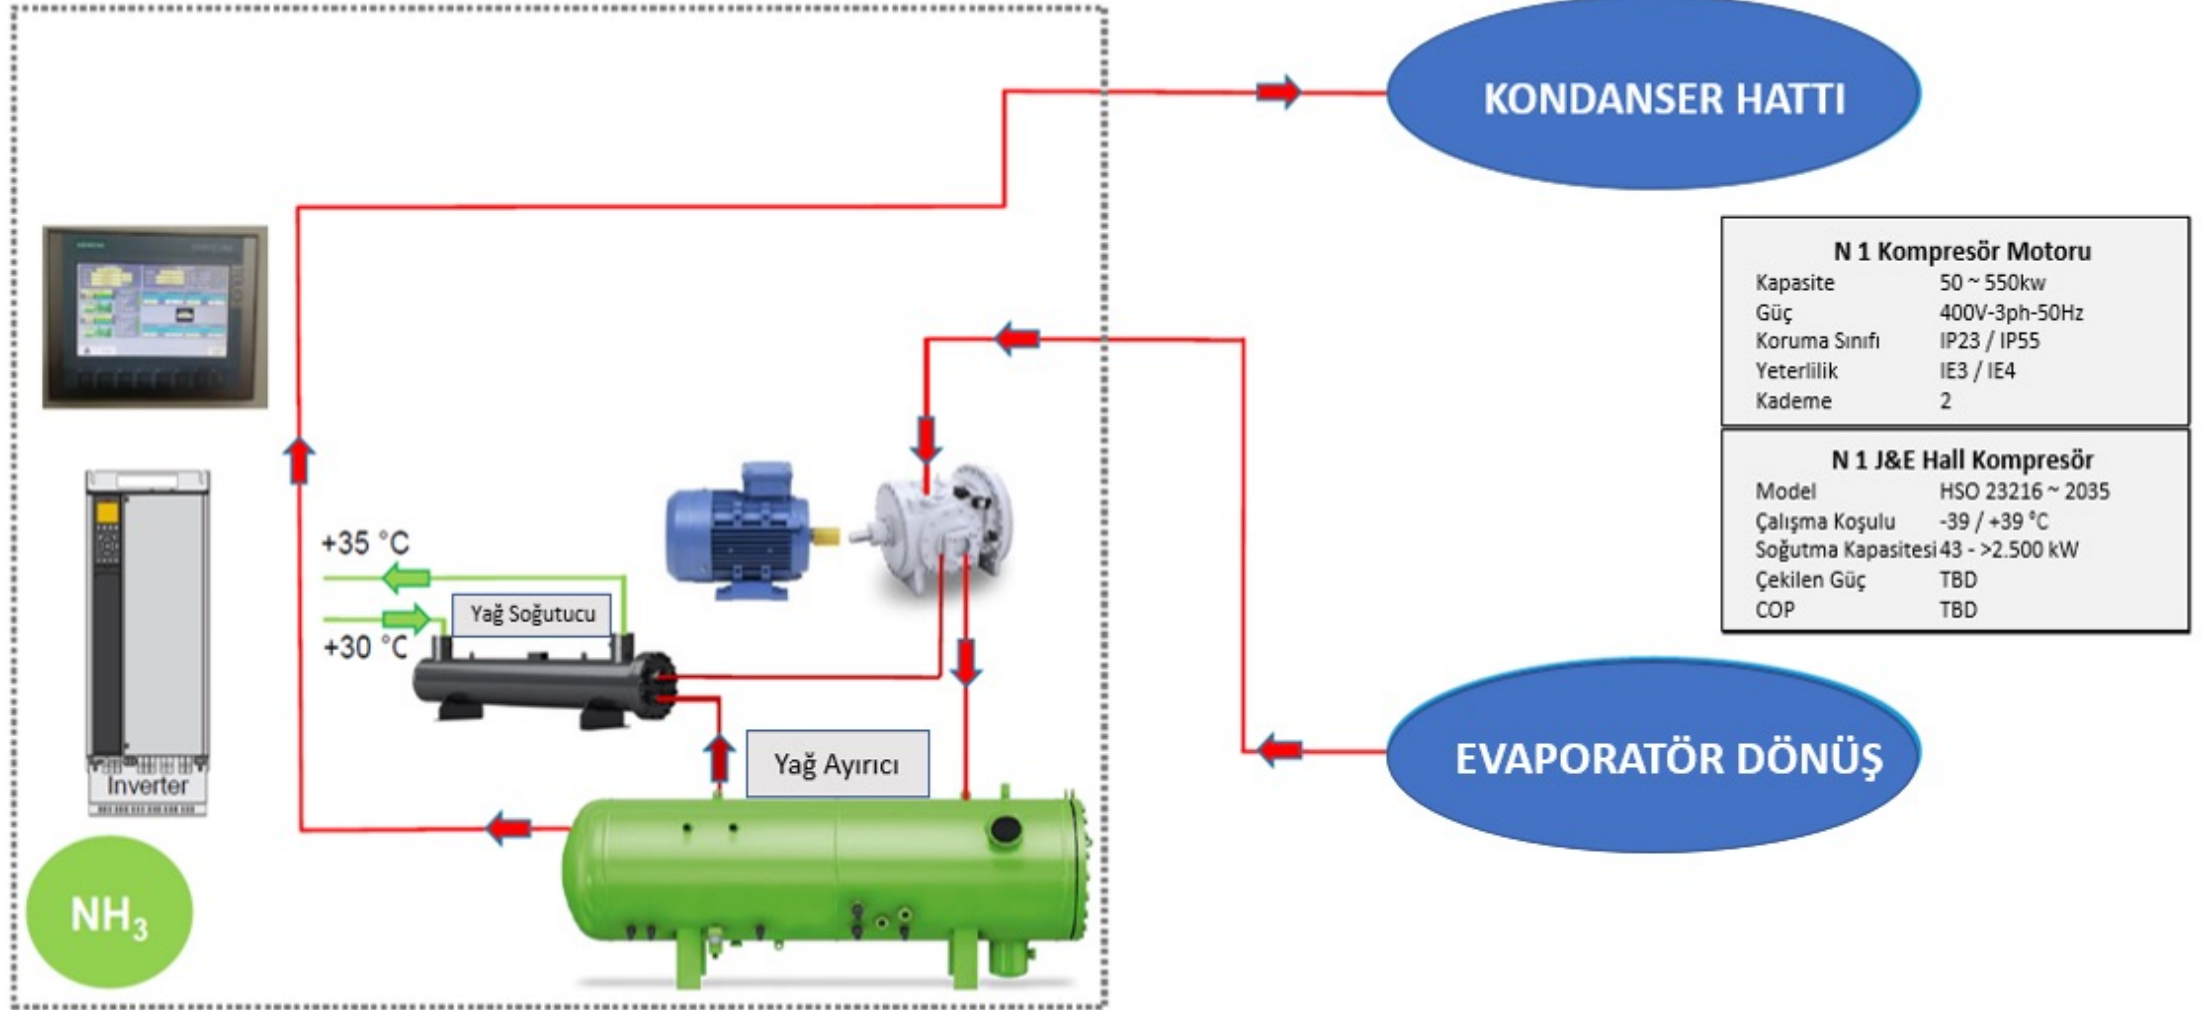 KONDANSER HATTI
SIEMENS
N 1 Kompresör Motoru
Kapasite 50 ~ 550kw
Güç 400V-3ph-50Hz
Koruma Sınıfı IP23 / IP55
Yeterlilik IE3 / IE4
Kademe 2
N 1 J&E Hall Kompresör
Model HSO 23216 ~ 2035
Çalışma Koşulu -39 / +39 °C
Soğutma Kapasitesi 43 - >2.500 kW
Çekilen Güç TBD
COP TBD
+35 °C
Yağ Soğutucu
+30 °C
Yağ Ayırıcı
EVAPORATÖR DÖNÜŞ
Inverter
NH₃